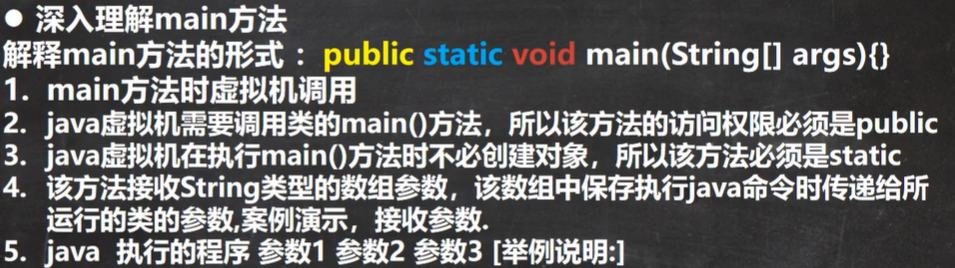 ● 深入理解main方法
解释main方法的形式： public static void main(String[] args){}
1. main方法时虚拟机调用
2. java虚拟机需要调用类的main()方法，所以该方法的访问权限必须是public
3. java虚拟机在执行main()方法时不必创建对象，所以该方法必须是static
4. 该方法接收String类型的数组参数，该数组中保存执行java命令时传递给所
运行的类的参数,案例演示，接收参数.
5. java 执行的程序 参数1 参数2 参数3 [举例说明:]